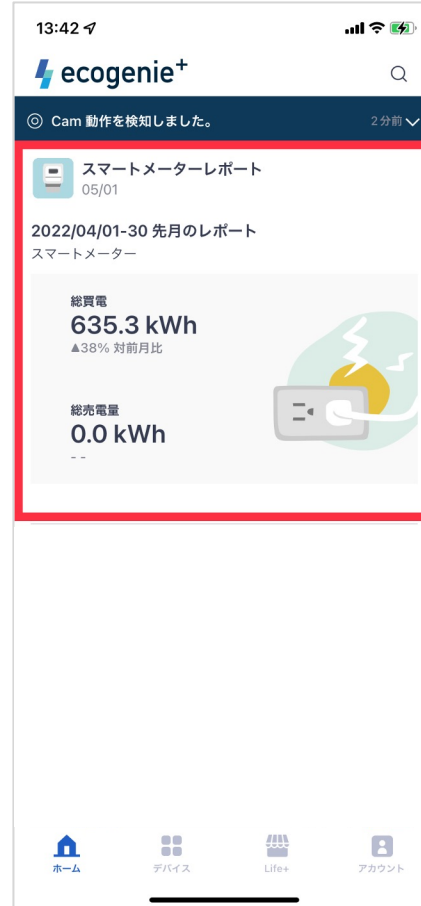 13:42
ecogenie+
Cam 動作を検知しました。 2分前
スマートメーターレポート
05/01
2022/04/01-30 先月のレポート
スマートメーター
総買電
635.3 kWh
▲38% 対前月比
総売電量
0.0 kWh
- -
ホーム デバイス Life+ アカウント